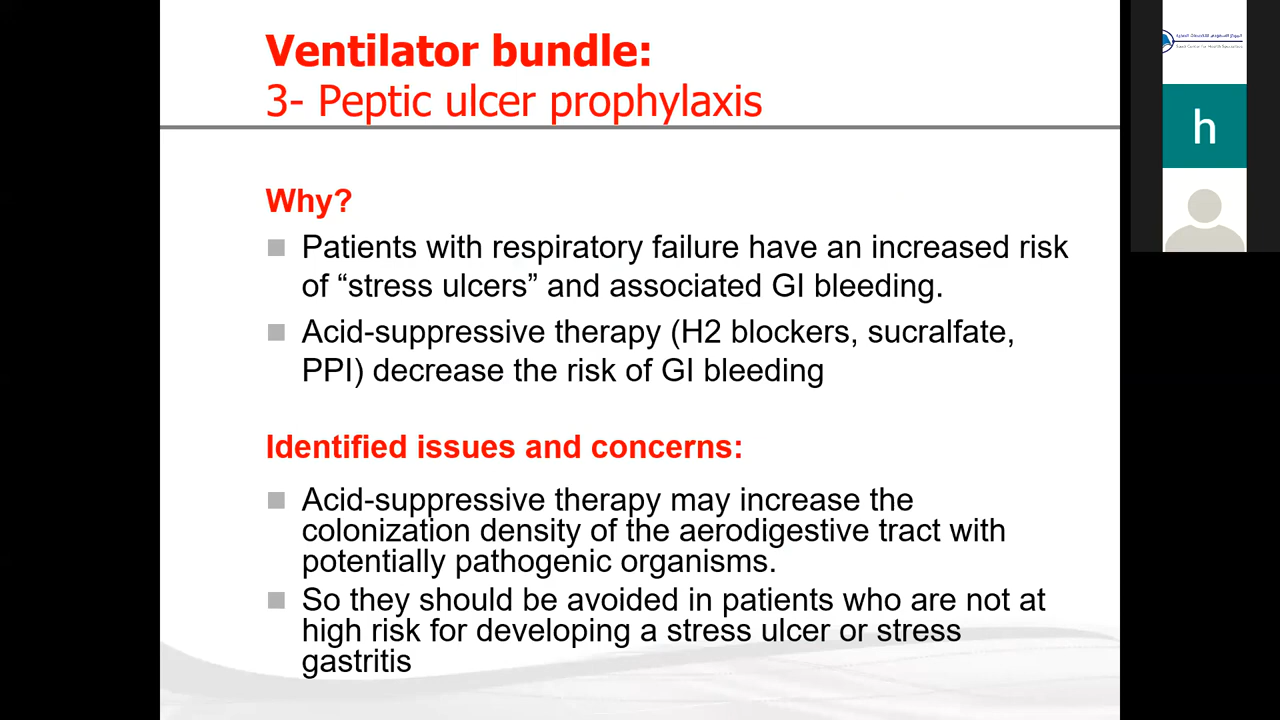 Ventilator bundle:
3- Peptic ulcer prophylaxis
Why?
Patients with respiratory failure have an increased risk
of “stress ulcers” and associated GI bleeding.
Acid-suppressive therapy (H2 blockers, sucralfate,
PPI) decrease the risk of GI bleeding
Identified issues and concerns:
Acid-suppressive therapy may increase the
colonization density of the aerodigestive tract with
potentially pathogenic organisms.
So they should be avoided in patients who are not at
high risk for developing a stress ulcer or stress
gastritis
h